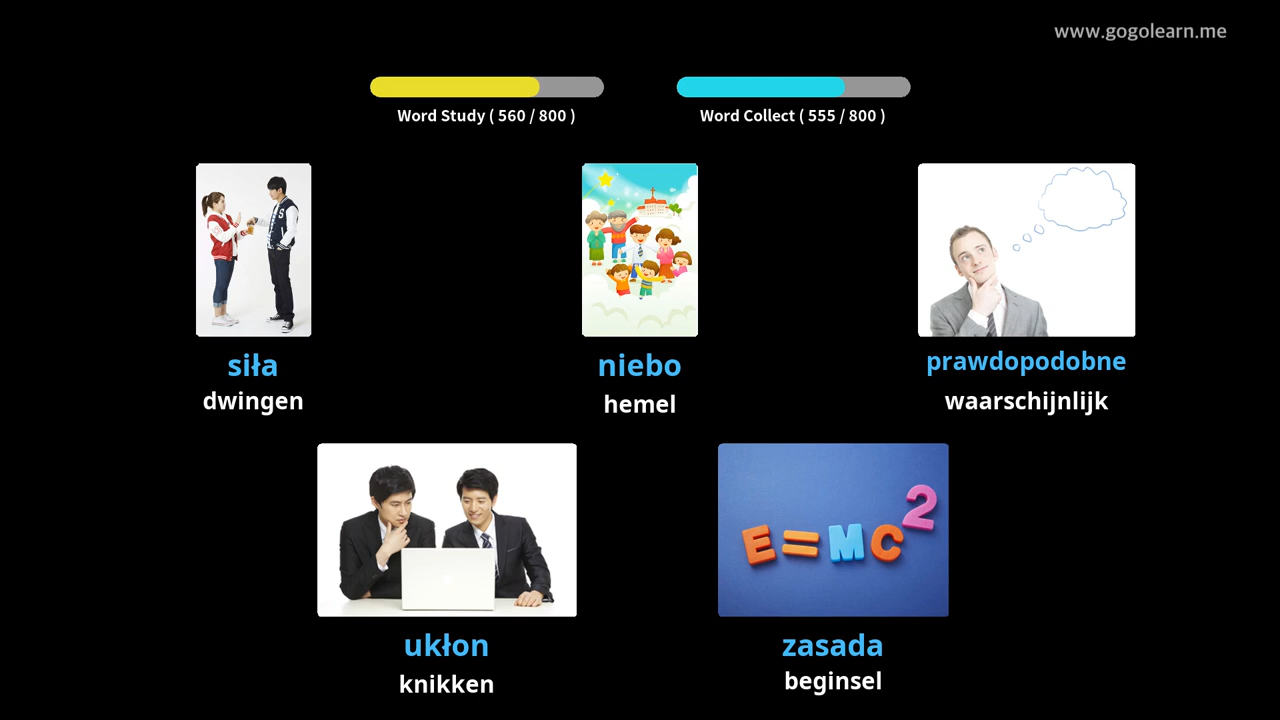 www.gogolearn.me
Word Study ( 560 / 800 )
Word Collect ( 555 / 800 )
S
siła
dwingen
niebo
hemel
prawdopodobne
waarschijnlijk
E=MC2
ukłon
knikken
zasada
beginsel